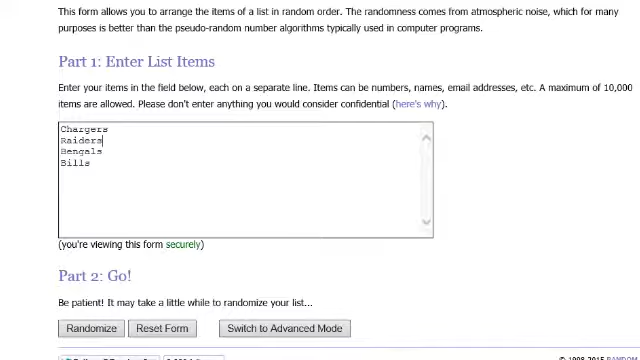 This form allows you to arrange the items of a list in random order. The randomness comes from atmospheric noise, which for many
purposes is better than the pseudo-random number algorithms typically used in computer programs.
Part 1: Enter List Items
Enter your items in the field below, each on a separate line. Items can be numbers, names, email addresses, etc. A maximum of 10,000
items are allowed. Please don't enter anything you would consider confidential (here's why).
Chargers
Raiders
Bengals
Bills
(you're viewing this form securely)
Part 2: Go!
Be patient! It may take a little while to randomize your list...
Randomize Reset Form Switch to Advanced Mode
© 1998-2015 RANDOM